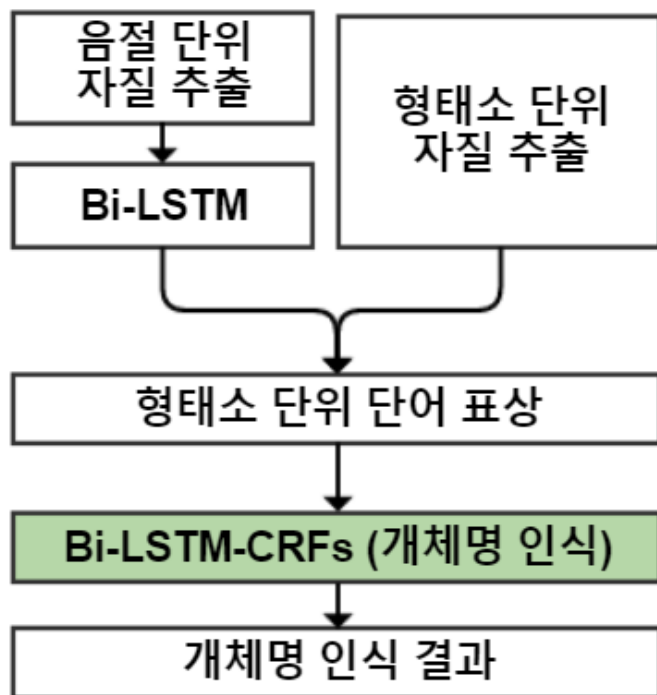 음절 단위
자질 추출
Bi-LSTM
형태소 단위
자질 추출
형태소 단위 단어 표상
Bi-LSTM-CRFs (개체명 인식)
개체명 인식 결과